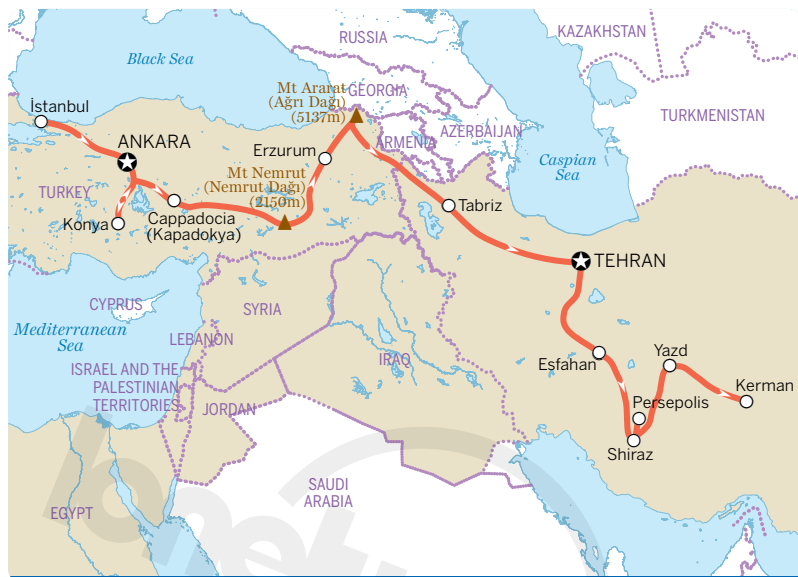 RUSSIA
KAZAKHSTAN
Black Sea
Mt Ararat
(Ağrı Dağı)
(5137m)
GEORGIA
İstanbul
TURKMENISTAN
ANKARA
Erzurum
ARMENIA
AZERBAIJAN
Caspian
Sea
Mt Nemrut
(Nemrut Dağı)
(2150m)
TURKEY
Konya
Cappadocia
(Kapadokya)
Tabriz
TEHRAN
CYPRUS
SYRIA
Mediterranean
Sea
LEBANON
IRAQ
Esfahan
Yazd
ISRAEL AND THE
PALESTINIAN
TERRITORIES
Kerman
JORDAN
Persepolis
Shiraz
SAUDI
ARABIA
EGYPT